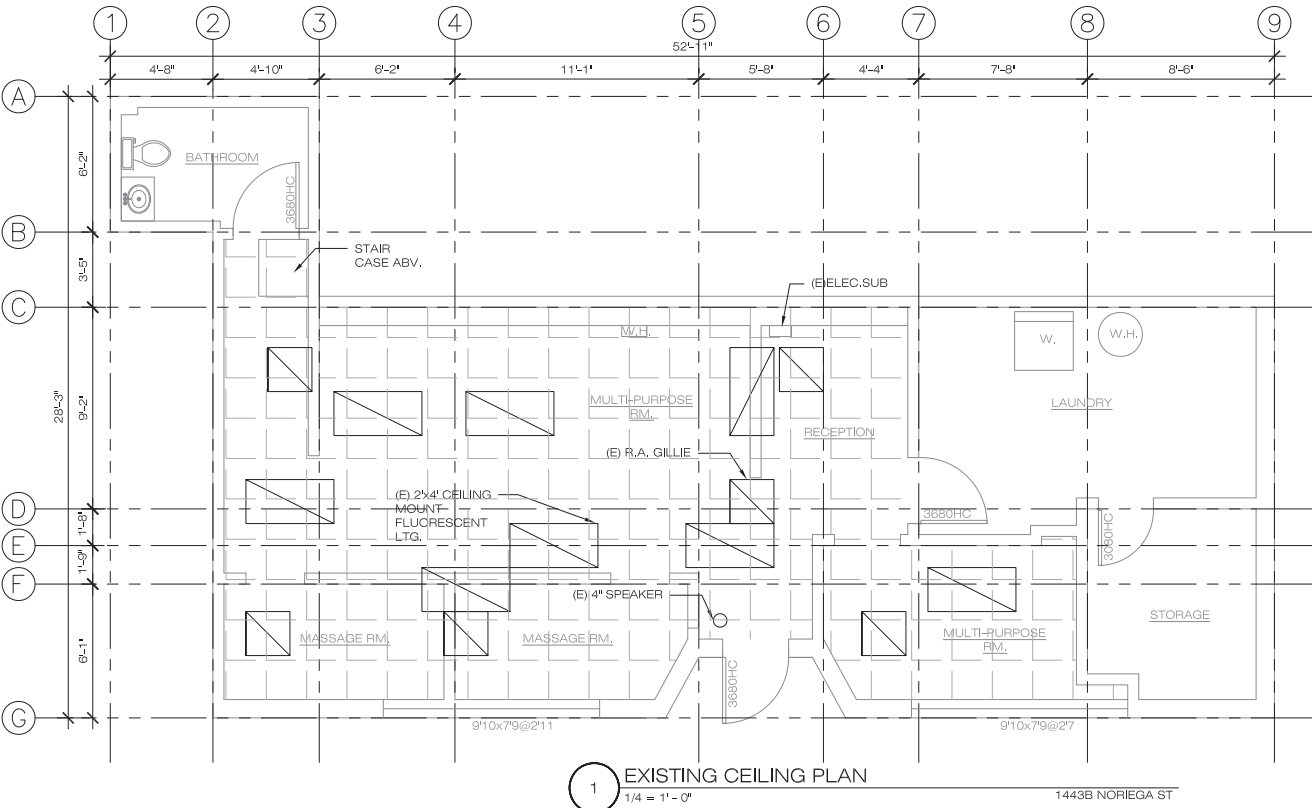 1
2
3
4
5
6
7
8
9
52'-11"
4'-8"
4'-10"
6'-2"
11'-1"
5'-8"
4'-4"
7'-8"
8'-6"
A
B
C
D
E
F
G
28'-3"
6'-2"
3'-5"
9'-2"
1'-8"
1'-9"
6'-1"
BATHROOM
3680HC
STAIR
CASE ABV.
(E)ELEC.SUB
W.H.
W.
W.H.
MULTI-PURPOSE
RM.
LAUNDRY
RECEPTION
(E) R.A. GILLIE
(E) 2'x4' CEILING
MOUNT
FLUORESCENT
LTG.
3680HC
3080HC
(E) 4" SPEAKER
STORAGE
MASSAGE RM.
MASSAGE RM.
MULTI-PURPOSE
RM.
3680HC
9'10x7'9@2'11
9'10x7'9@2'7
1
EXISTING CEILING PLAN
1/4 = 1' - 0"
1443B NORIEGA ST